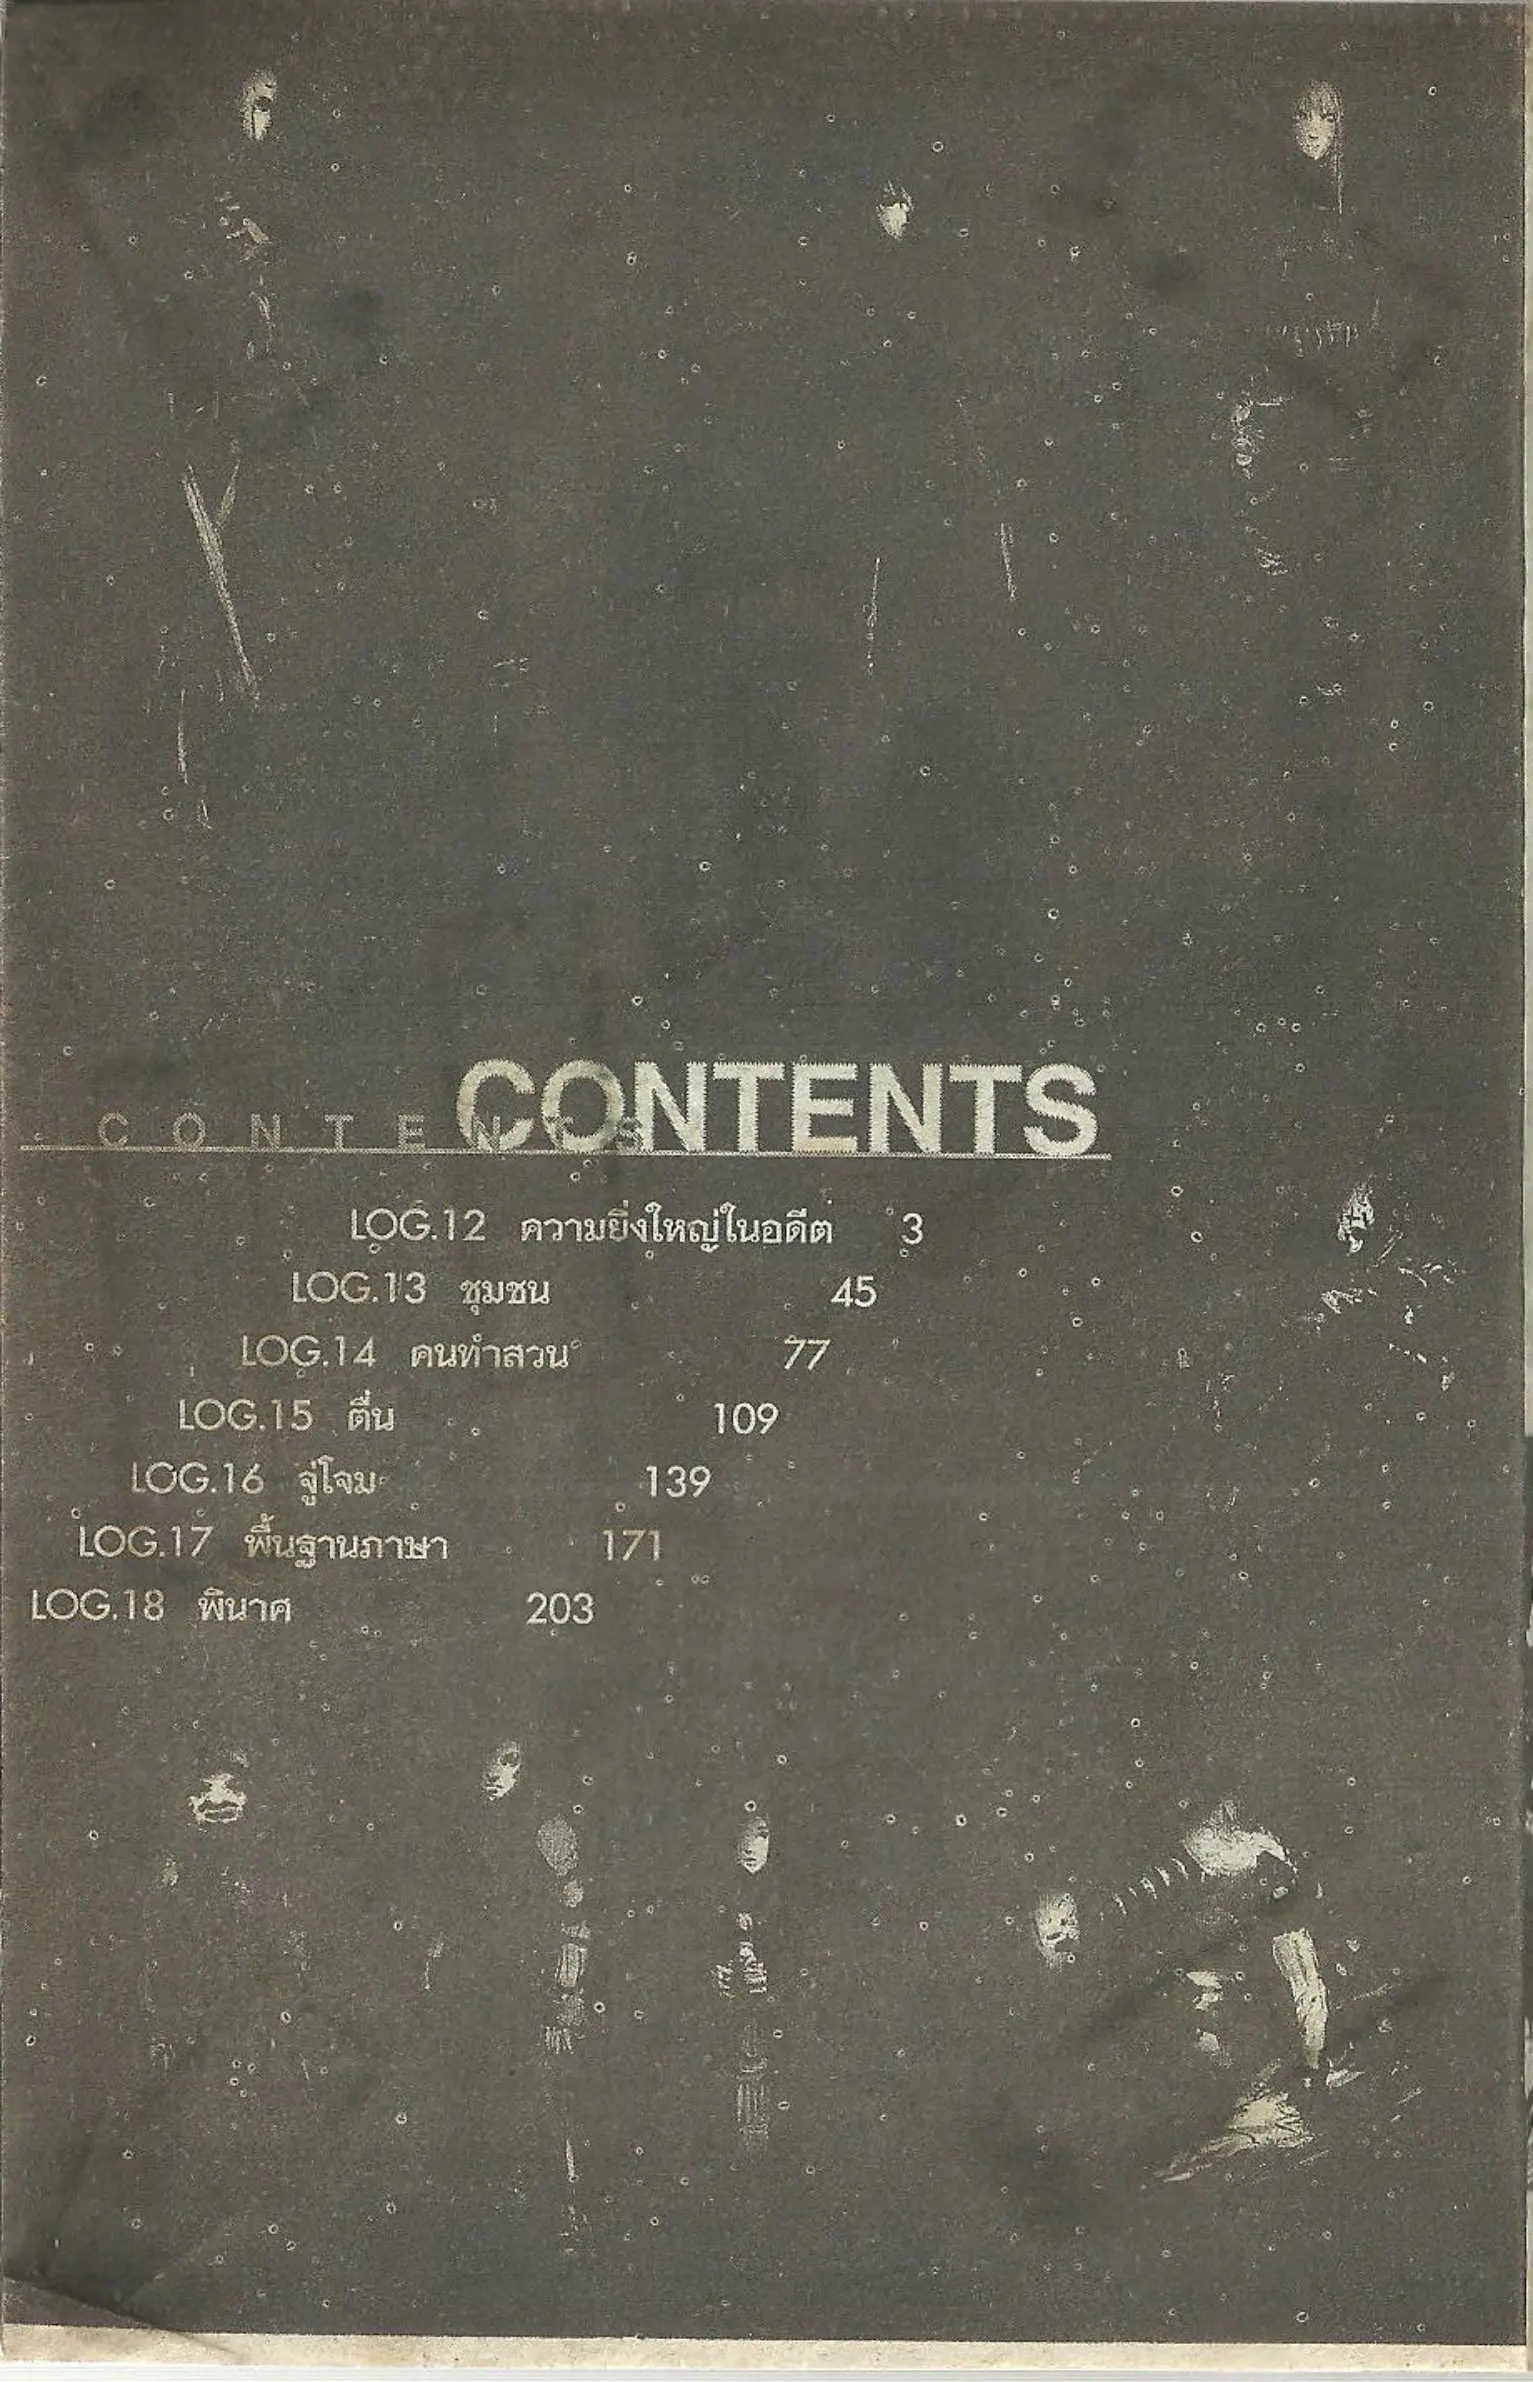 CONTENTS
CONTENTS
LOG.12 ความยิ่งใหญ่ในอดีต 3
LOG.13 ชุมชน 45
LOG.14 คนทำสวน 77
LOG.15 ตื่น 109
LOG.16 จู่โจม 139
LOG.17 พื้นฐานภาษา 171
LOG.18 พินาศ 203